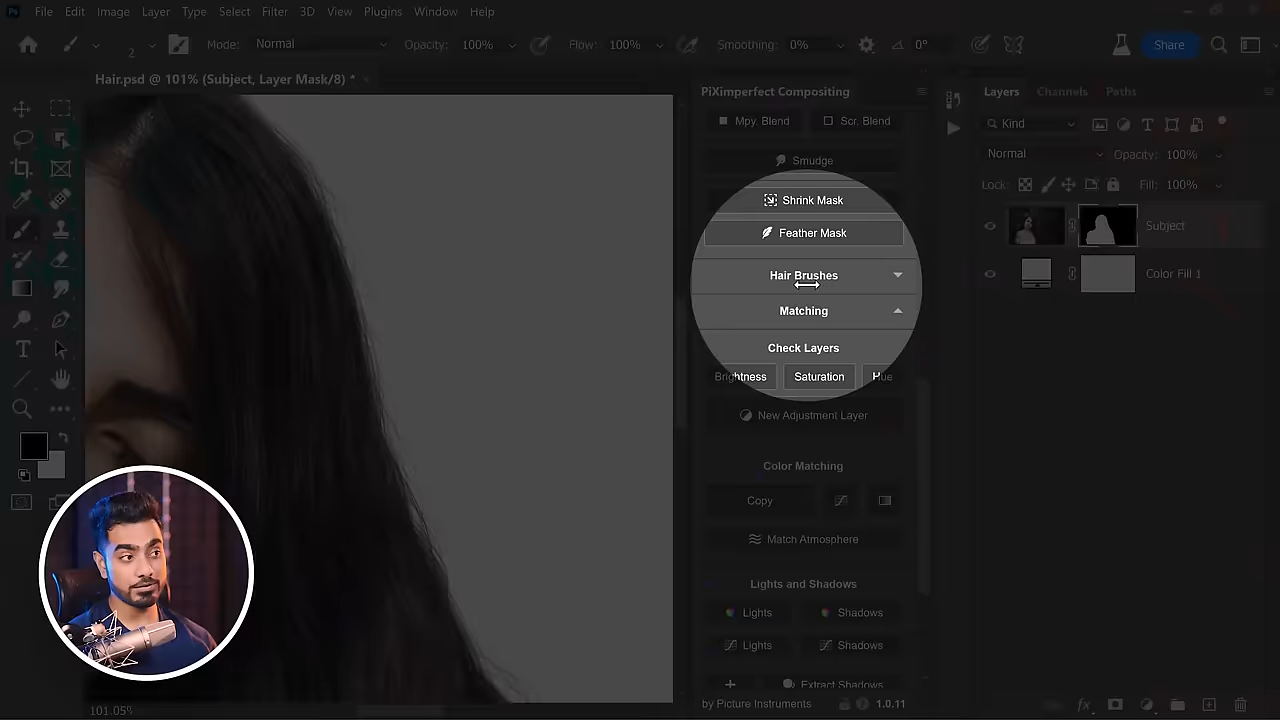 Ps File Edit Image Layer Type Select Filter 3D View Plugins Window Help
2 Mode: Normal Opacity: 100% Flow: 100% Smoothing: 0% 0° Share
Hair.psd @ 101% (Subject, Layer Mask/8) *
PiXimperfect Compositing
Mpy. Blend Scr. Blend
Smudge
Shrink Mask
Feather Mask
Hair Brushes
Matching
Check Layers
Brightness Saturation Hue
New Adjustment Layer
Color Matching
Copy
Match Atmosphere
Lights and Shadows
Lights Shadows
Lights Shadows
Extract Shadows
by Picture Instruments 1.0.11
Layers Channels Paths
Kind
Normal Opacity: 100%
Lock: Fill: 100%
Subject
Color Fill 1
fx
101.05%